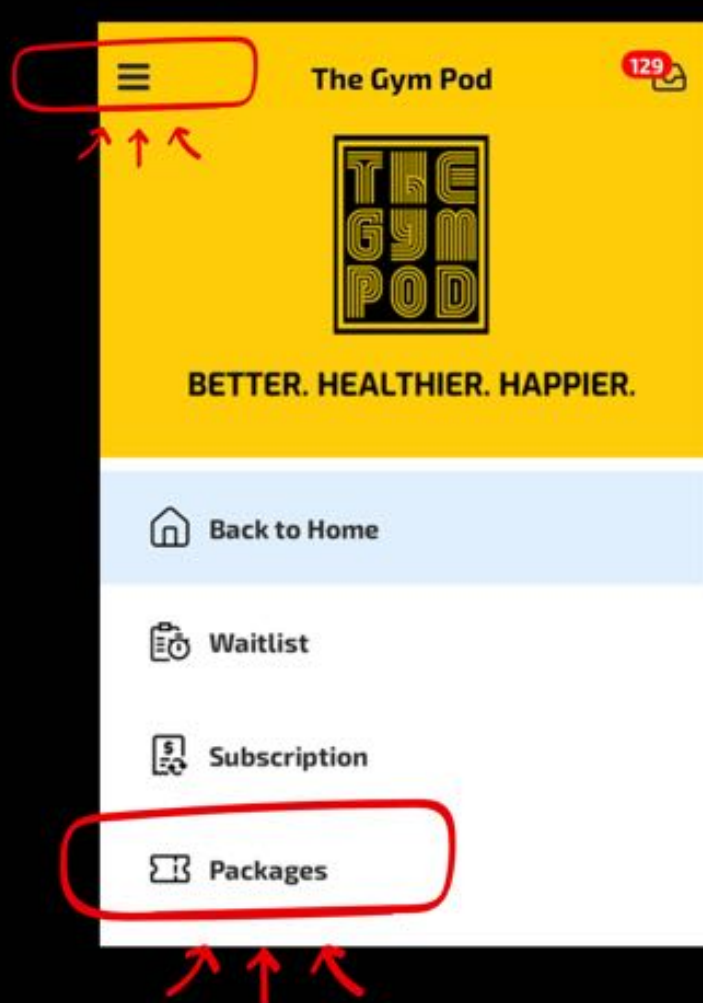 The Gym Pod
129
THE
GYM
POD
BETTER. HEALTHIER. HAPPIER.
Back to Home
Waitlist
$
Subscription
Packages